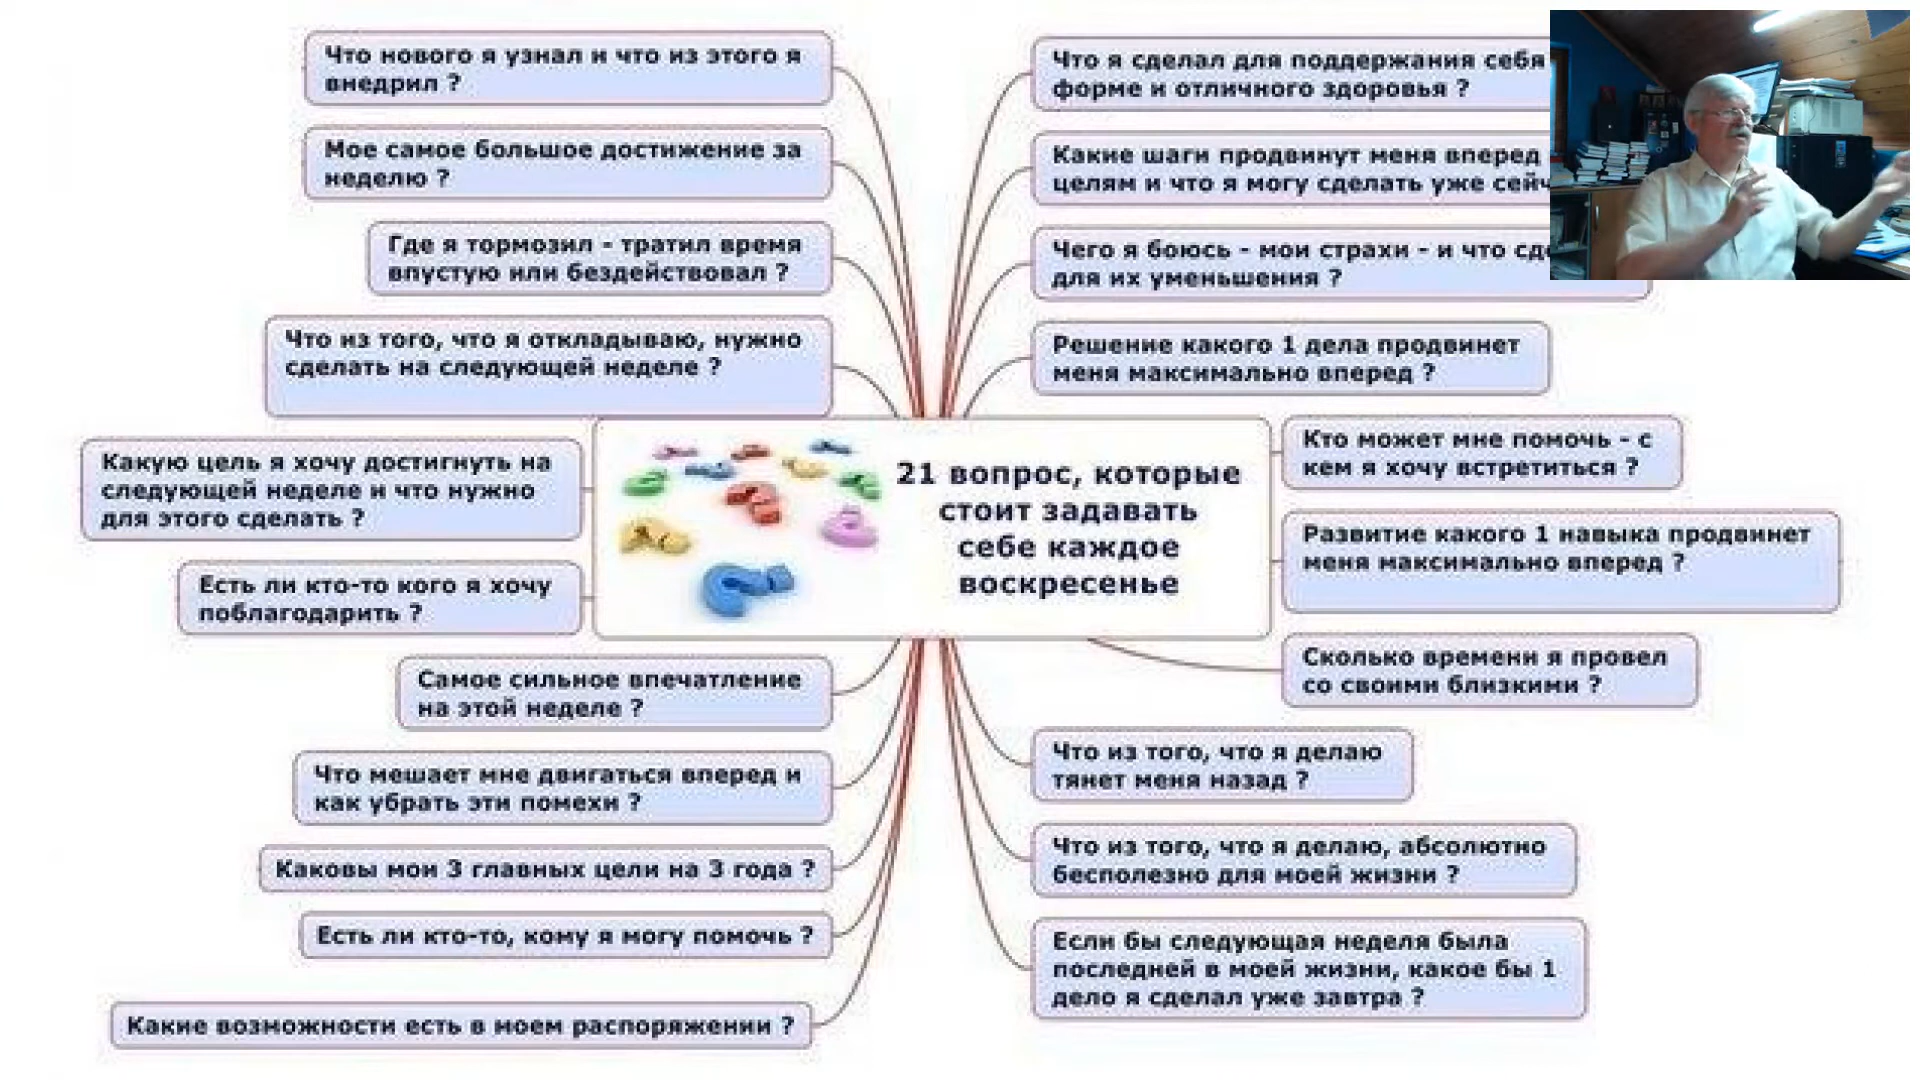 Что нового я узнал и что из этого я
внедрил ?
Мое самое большое достижение за
неделю ?
Где я тормозил - тратил время
впустую или бездействовал ?
Что из того, что я откладываю, нужно
сделать на следующей неделе ?
Какую цель я хочу достигнуть на
следующей неделе и что нужно
для этого сделать ?
Есть ли кто-то кого я хочу
поблагодарить ?
Самое сильное впечатление
на этой неделе ?
Что мешает мне двигаться вперед и
как убрать эти помехи ?
Каковы мои 3 главных цели на 3 года ?
Есть ли кто-то, кому я могу помочь ?
Какие возможности есть в моем распоряжении ?
21 вопрос, которые
стоит задавать
себе каждое
воскресенье
Что я сделал для поддержания себя
форме и отличного здоровья ?
Какие шаги продвинут меня вперед
целям и что я могу сделать уже
Чего я боюсь - мои страхи - и что
для их уменьшения ?
Решение какого 1 дела продвинет
меня максимально вперед ?
Кто может мне помочь - с
кем я хочу встретиться ?
Развитие какого 1 навыка продвинет
меня максимально вперед ?
Сколько времени я провел
со своими близкими ?
Что из того, что я делаю
тянет меня назад ?
Что из того, что я делаю, абсолютно
бесполезно для моей жизни ?
Если бы следующая неделя была
последней в моей жизни, какое бы 1
дело я сделал уже завтра ?